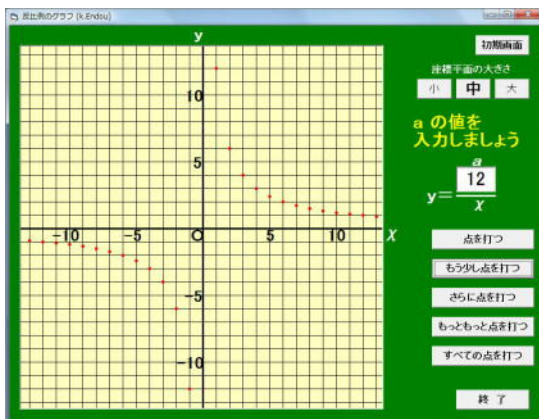 反比例のグラフ (k.Endou)
y
初期画面
座標平面の大きさ
小 中 大
10
a の値を
入力しましょう
5
a
y＝ 12
x
-10 -5 O 5 10 x
点を打つ
もう少し点を打つ
-5
さらに点を打つ
もっともっと点を打つ
すべての点を打つ
-10
終 了